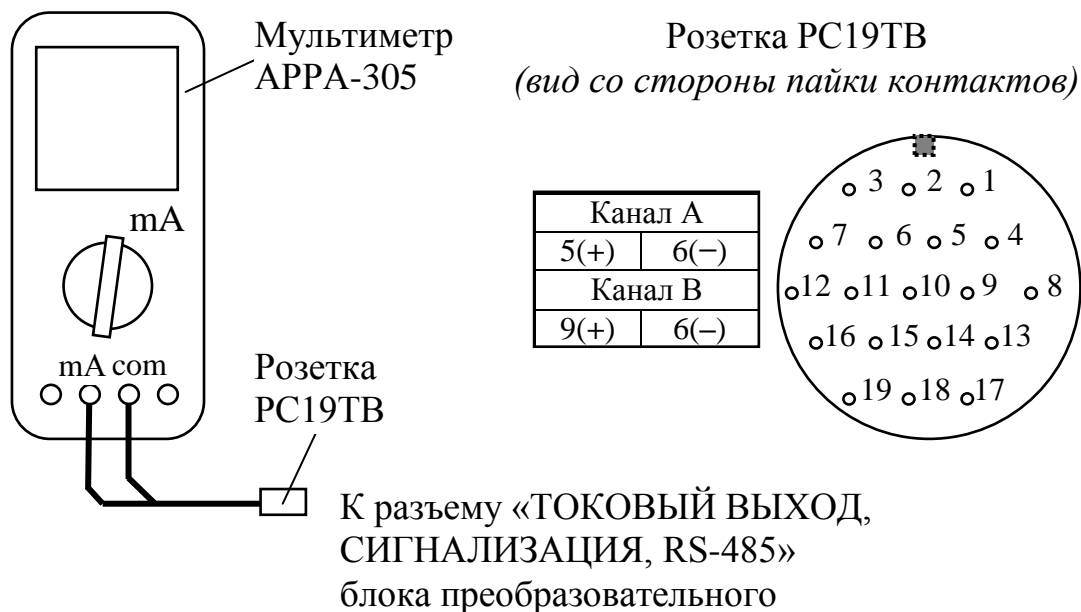 Мультиметр
APPA-305
mA
mA com
Розетка
РС19ТВ
К разъему «ТОКОВЫЙ ВЫХОД,
СИГНАЛИЗАЦИЯ, RS-485»
блока преобразовательного
Розетка РС19ТВ
(вид со стороны пайки контактов)
Канал А
5(+) 6(−)
Канал В
9(+) 6(–)
3 2 1
7 6 5 4
12 11 10 9 8
16 15 14 13
19 18 17